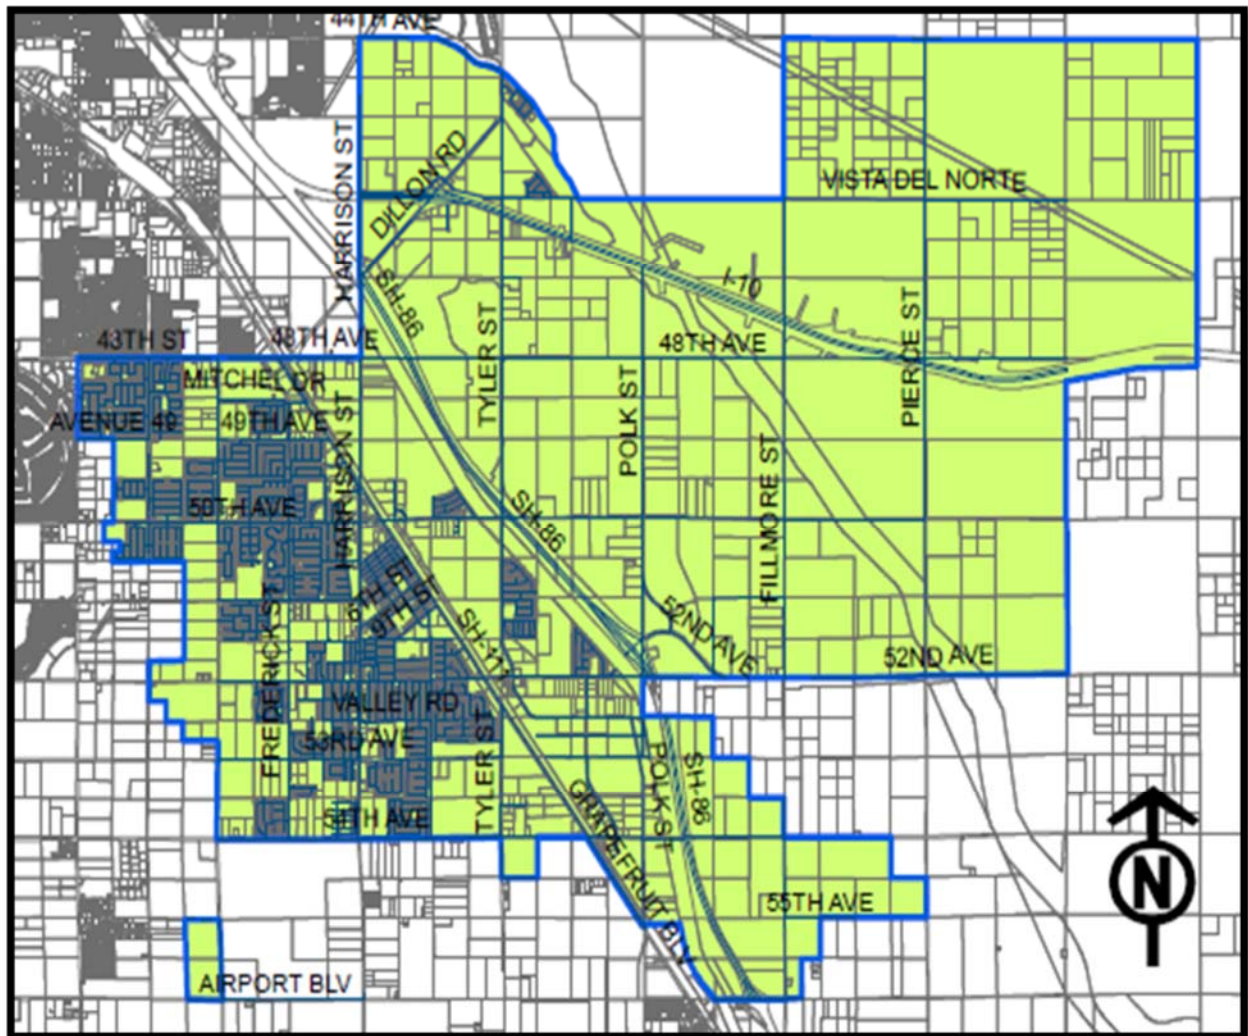 44TH AVE
HARRISON ST
DILLON RD
VISTA DEL NORTE
SH-86
I-10
43TH ST
48TH AVE
48TH AVE
TYLER ST
PIERCE ST
MITCHEL DR
AVENUE 49
49TH AVE
HARRISON ST
POLK ST
FILLMORE ST
50TH AVE
SH-86
6TH ST
9TH ST
SH-111
52ND AVE
52ND AVE
FREDERICK ST
VALLEY RD
53RD AVE
TYLER ST
POLK ST
SH-86
GRAPEFRUIT BLV
54TH AVE
55TH AVE
AIRPORT BLV
N